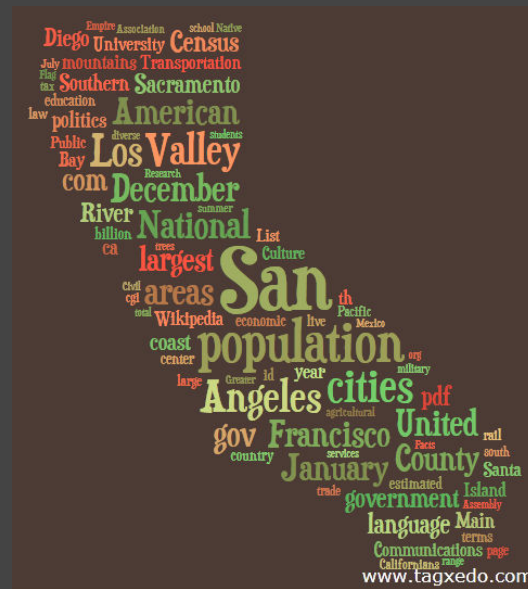 Empire Association school Native
Diego University Census
July mountains Transportation
Flag tax Southern Sacramento
education
law politics American
Public diverse students
Bay Los Valley
Research
com December
River summer
billion National
ca trees List
largest Culture
San
Civil
cgi areas th
total Pacific
Wikipedia economic live Mexico
coast population
center org
Greater id year military
large Angeles cities pdf
agricultural
gov Francisco United
Facts rail
country services south
January County Santa
estimated
trade government Island
Assembly
language Main
terms
Communications page
Californians range
www.tagxedo.com